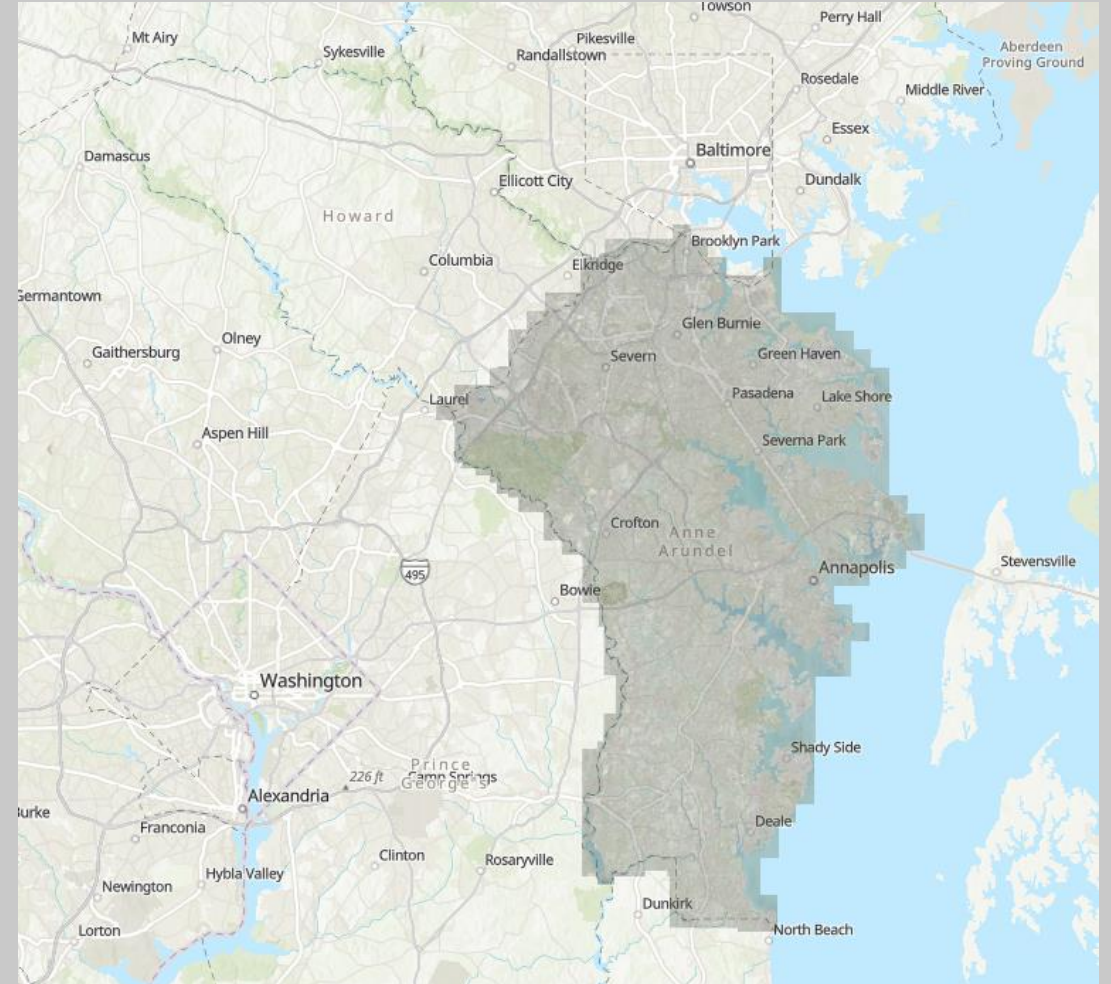 Towson
Perry Hall
Mt Airy
Pikesville
Sykesville
Randallstown
Aberdeen
Proving Ground
Rosedale
Middle River
Essex
Baltimore
Damascus
Ellicott City
Dundalk
Howard
Brooklyn Park
Columbia
Elkridge
Germantown
Glen Burnie
Olney
Gaithersburg
Severn
Green Haven
Laurel
Pasadena
Lake Shore
Aspen Hill
Severna Park
Crofton
Anne
Arundel
Stevensville
495
Annapolis
Bowie
Washington
Shady Side
Prince
George's
226 ft
Camp Springs
Alexandria
Burke
Franconia
Deale
Clinton
Rosaryville
Hybla Valley
Newington
Dunkirk
Lorton
North Beach